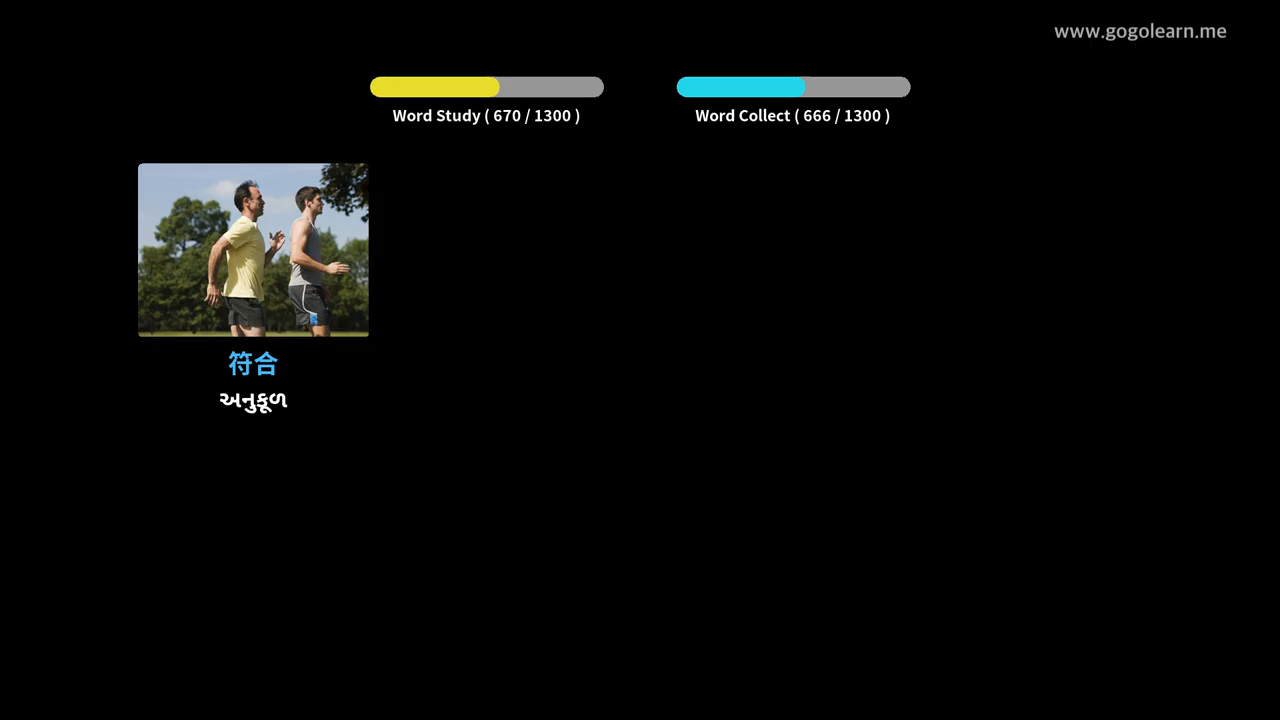 www.gogolearn.me
Word Study ( 670 / 1300 )
Word Collect ( 666 / 1300 )
符合
અનુકૂળ